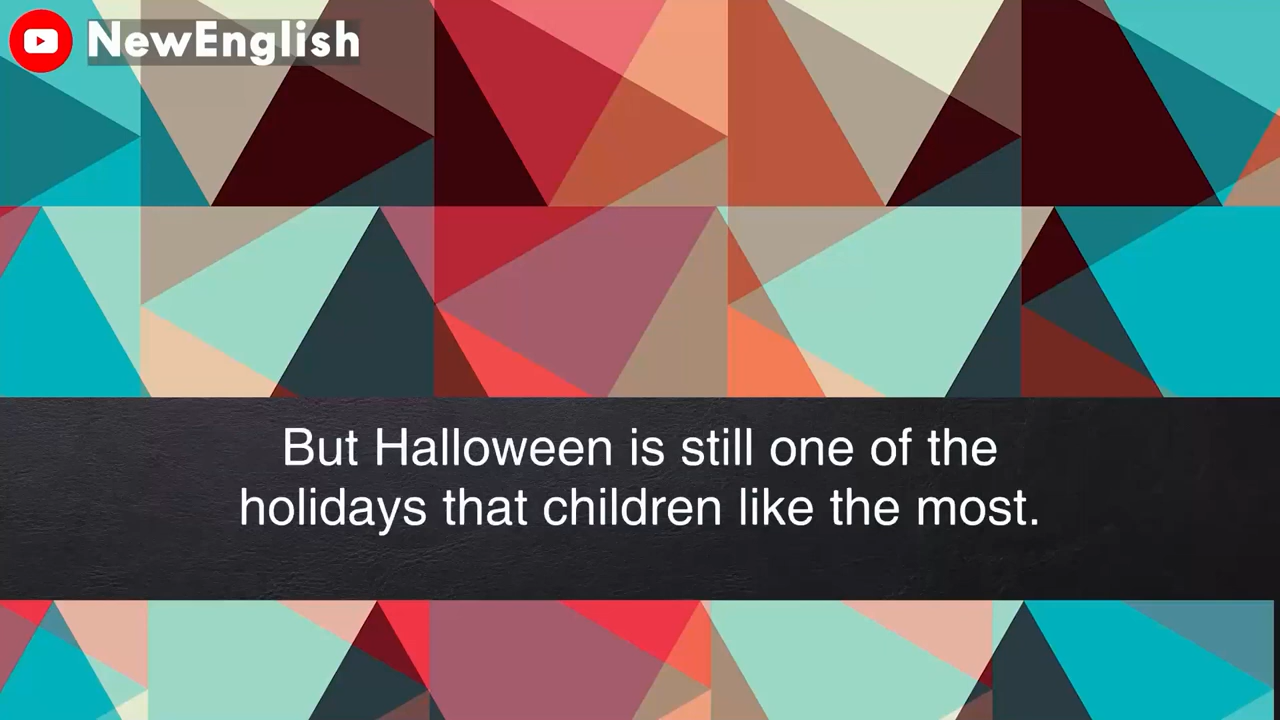 NewEnglish
But Halloween is still one of the
holidays that children like the most.